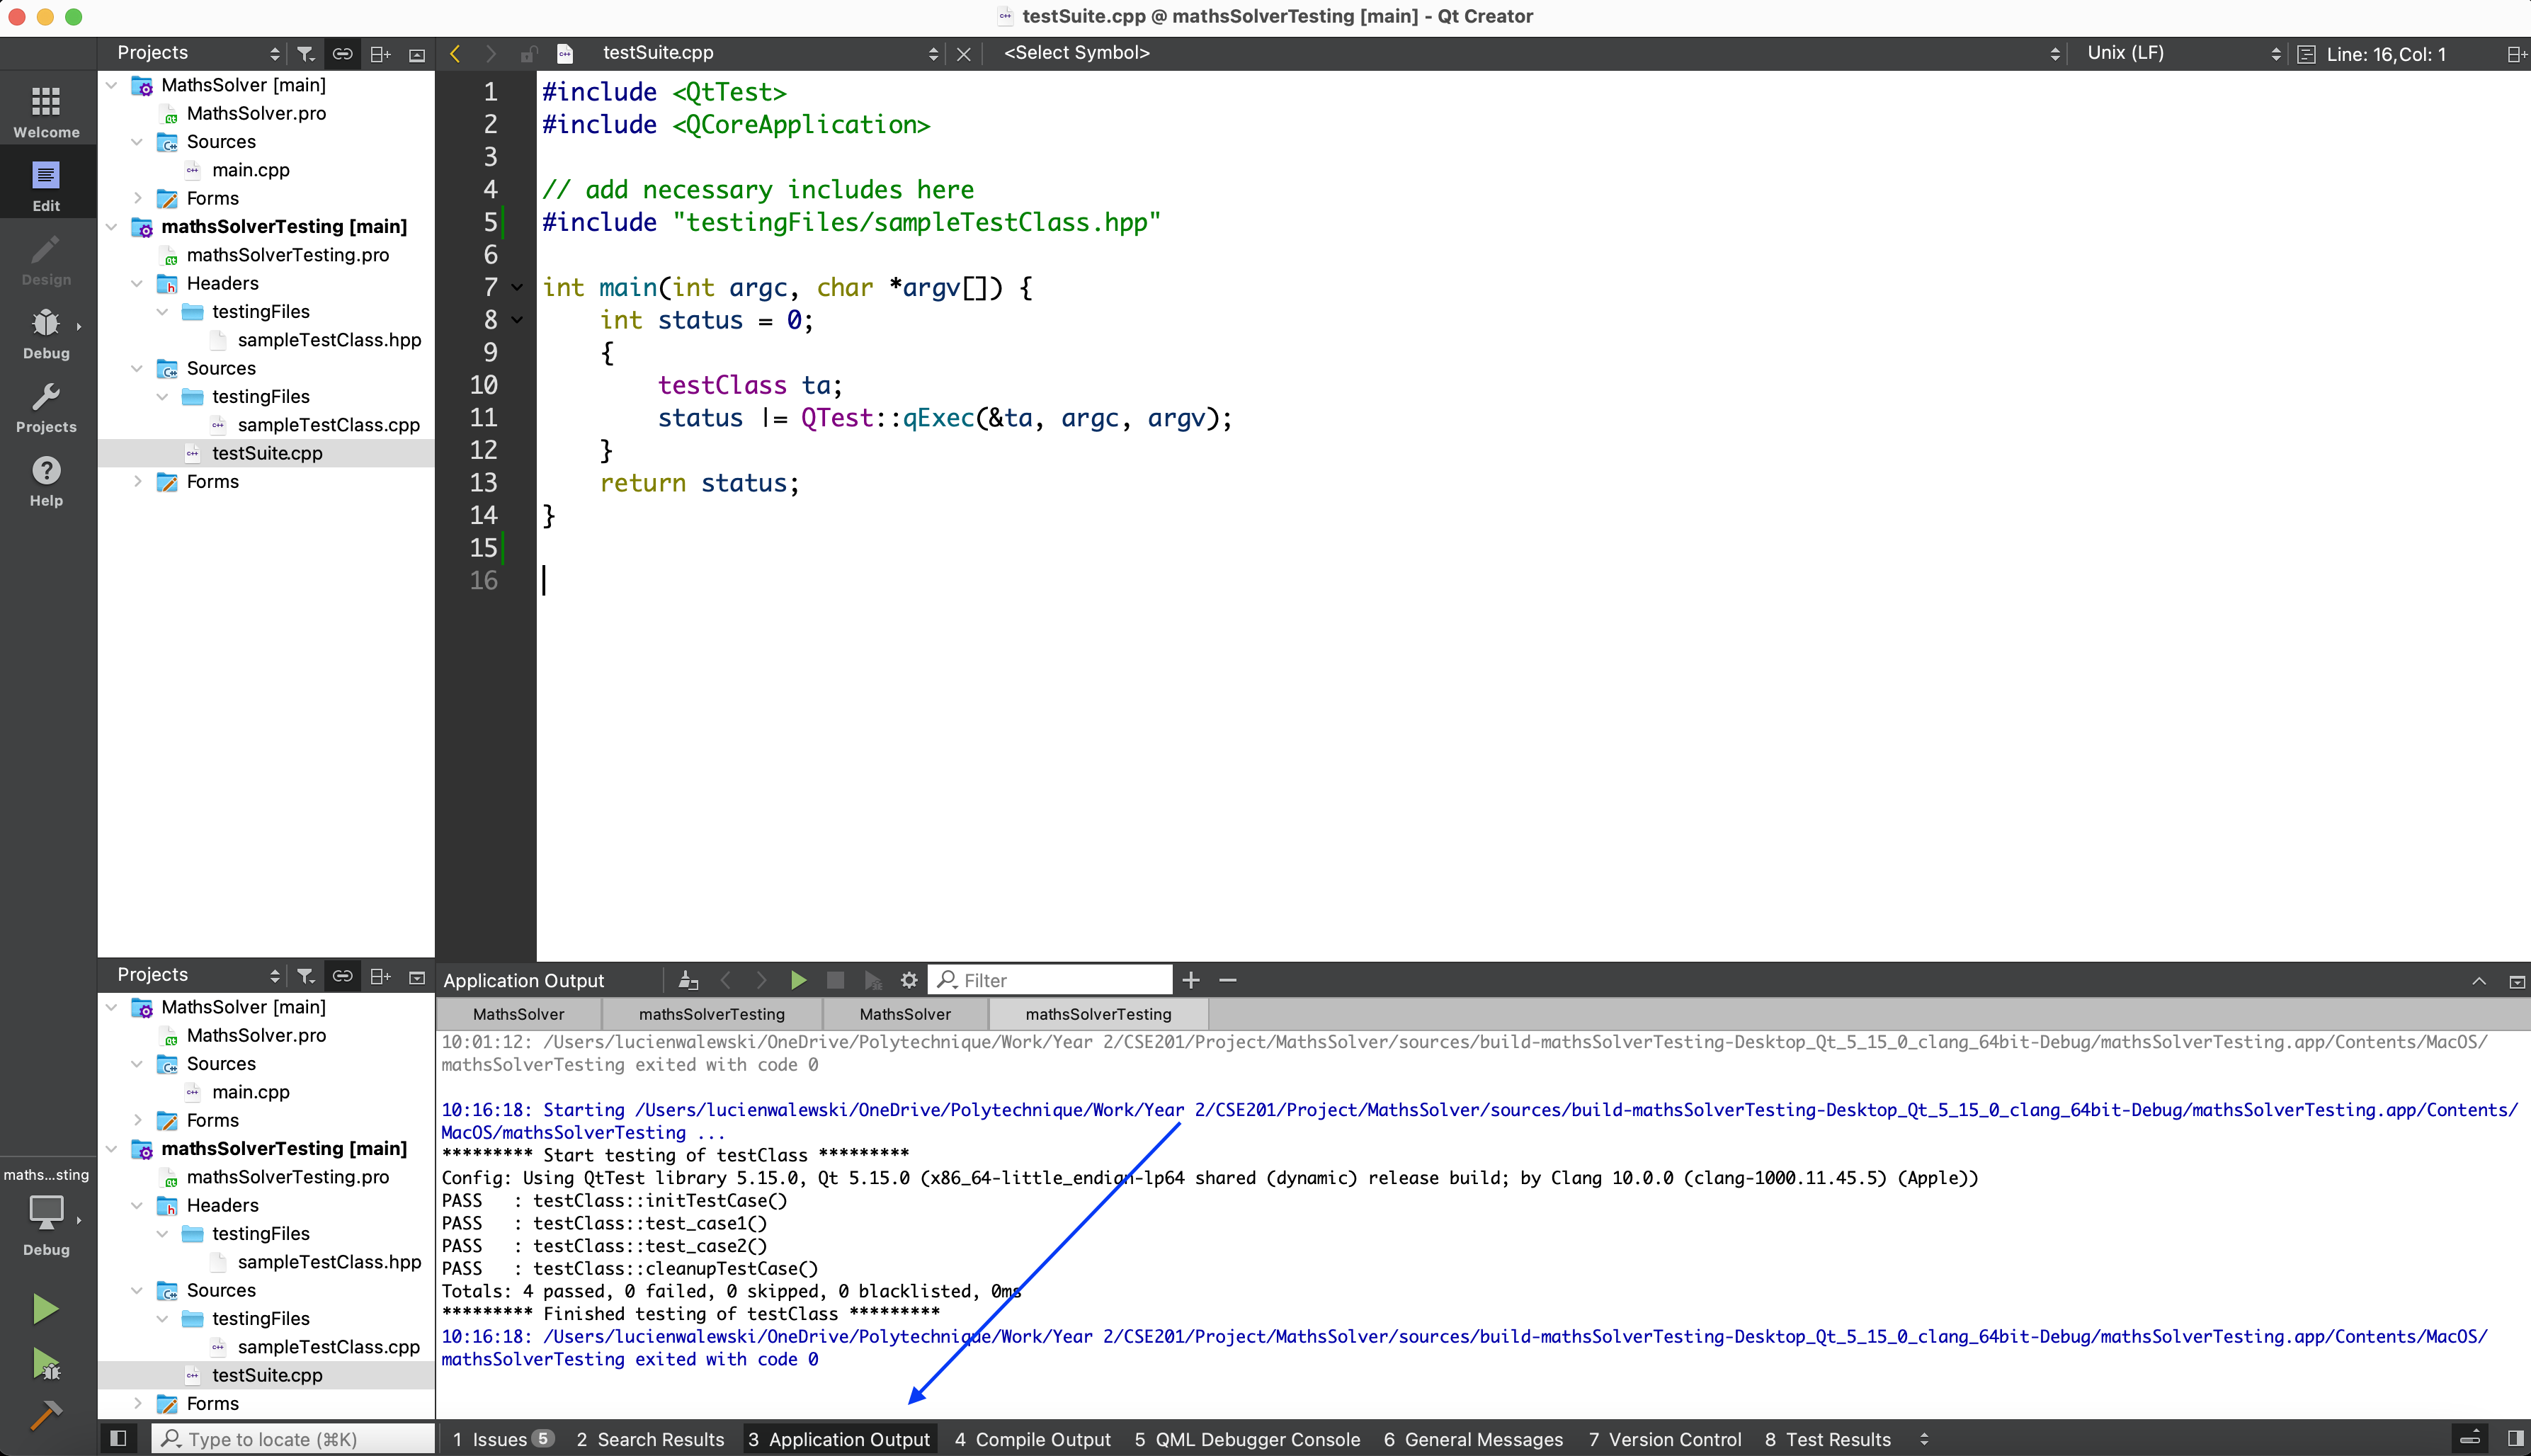 testSuite.cpp @ mathsSolverTesting [main] - Qt Creator
Projects
testSuite.cpp
<Select Symbol>
Unix (LF)
Line: 16,Col: 1
Welcome
Edit
Design
Debug
Projects
Help
MathsSolver [main]
MathsSolver.pro
Sources
main.cpp
Forms
mathsSolverTesting [main]
mathsSolverTesting.pro
Headers
testingFiles
sampleTestClass.hpp
Sources
testingFiles
sampleTestClass.cpp
testSuite.cpp
Forms
1 #include <QtTest>
2 #include <QCoreApplication>
3
4 // add necessary includes here
5 #include "testingFiles/sampleTestClass.hpp"
6
7 int main(int argc, char *argv[]) {
8 int status = 0;
9 {
10 testClass ta;
11 status |= QTest::qExec(&ta, argc, argv);
12 }
13 return status;
14 }
15
16
Projects
MathsSolver [main]
MathsSolver.pro
Sources
main.cpp
Forms
mathsSolverTesting [main]
mathsSolverTesting.pro
Headers
testingFiles
sampleTestClass.hpp
Sources
testingFiles
sampleTestClass.cpp
testSuite.cpp
Forms
maths...sting
Debug
Application Output
Filter
MathsSolver
mathsSolverTesting
MathsSolver
mathsSolverTesting
10:01:12: /Users/lucienwalewski/OneDrive/Polytechnique/Work/Year 2/CSE201/Project/MathsSolver/sources/build-mathsSolverTesting-Desktop_Qt_5_15_0_clang_64bit-Debug/mathsSolverTesting.app/Contents/MacOS/
mathsSolverTesting exited with code 0
10:16:18: Starting /Users/lucienwalewski/OneDrive/Polytechnique/Work/Year 2/CSE201/Project/MathsSolver/sources/build-mathsSolverTesting-Desktop_Qt_5_15_0_clang_64bit-Debug/mathsSolverTesting.app/Contents/
MacOS/mathsSolverTesting ...
********* Start testing of testClass *********
Config: Using QtTest library 5.15.0, Qt 5.15.0 (x86_64-little_endian-lp64 shared (dynamic) release build; by Clang 10.0.0 (clang-1000.11.45.5) (Apple))
PASS : testClass::initTestCase()
PASS : testClass::test_case1()
PASS : testClass::test_case2()
PASS : testClass::cleanupTestCase()
Totals: 4 passed, 0 failed, 0 skipped, 0 blacklisted, 0ms
********* Finished testing of testClass *********
10:16:18: /Users/lucienwalewski/OneDrive/Polytechnique/Work/Year 2/CSE201/Project/MathsSolver/sources/build-mathsSolverTesting-Desktop_Qt_5_15_0_clang_64bit-Debug/mathsSolverTesting.app/Contents/MacOS/
mathsSolverTesting exited with code 0
Type to locate (⌘K)
1 Issues 5
2 Search Results
3 Application Output
4 Compile Output
5 QML Debugger Console
6 General Messages
7 Version Control
8 Test Results